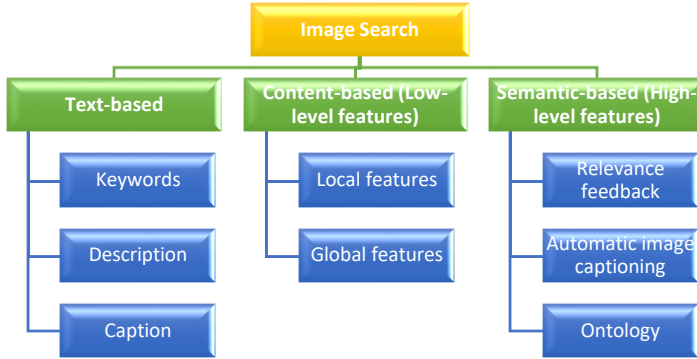 Image Search
Text-based
Content-based (Low-
level features)
Semantic-based (High-
level features)
Keywords
Local features
Relevance
feedback
Description
Global features
Automatic image
captioning
Caption
Ontology